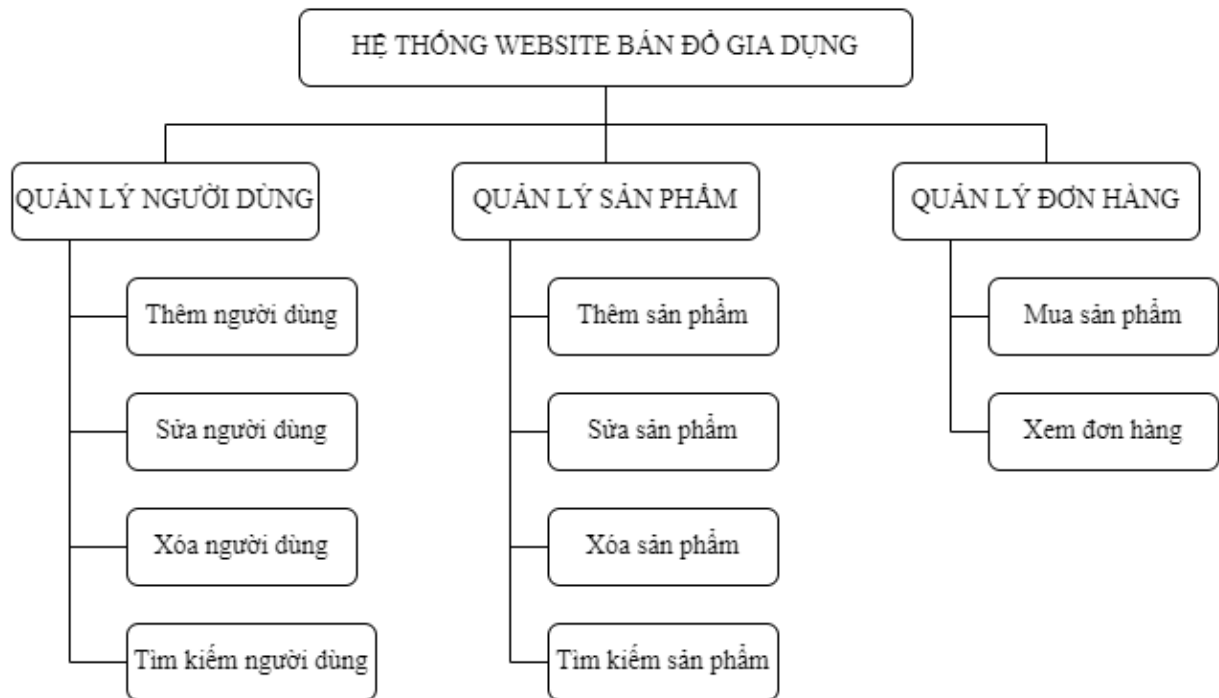 HỆ THỐNG WEBSITE BÁN ĐỒ GIA DỤNG
QUẢN LÝ NGƯỜI DÙNG
Thêm người dùng
Sửa người dùng
Xóa người dùng
Tìm kiếm người dùng
QUẢN LÝ SẢN PHẨM
Thêm sản phẩm
Sửa sản phẩm
Xóa sản phẩm
Tìm kiếm sản phẩm
QUẢN LÝ ĐƠN HÀNG
Mua sản phẩm
Xem đơn hàng